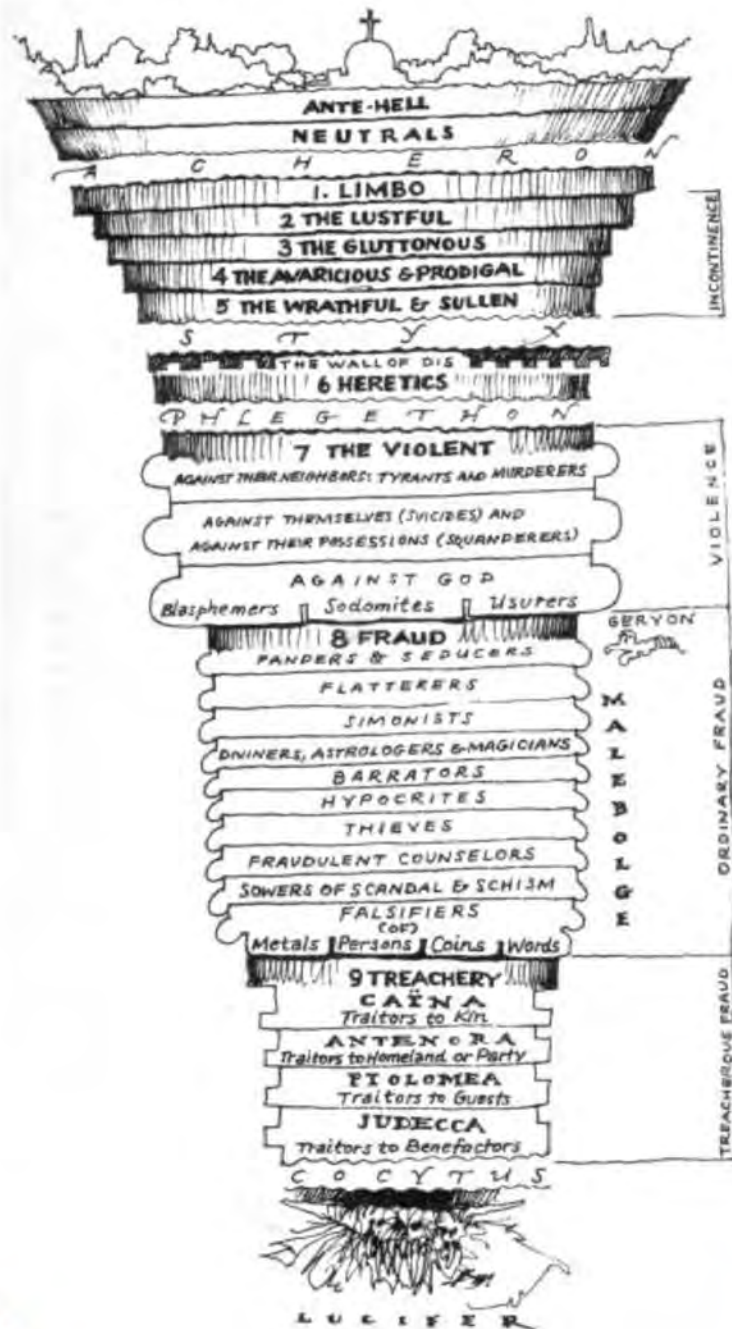 ANTE-HELL
NEUTRALS
ACHERON
1. LIMBO
2 THE LUSTFUL
3 THE GLUTTONOUS
4 THE AVARICIOUS & PRODIGAL
5 THE WRATHFUL & SULLEN
INCONTINENCE
STYX
THE WALL OF DIS
6 HERETICS
PHLEGETHON
7 THE VIOLENT
AGAINST THEIR NEIGHBORS: TYRANTS AND MURDERERS
AGAINST THEMSELVES (SUICIDES) AND
AGAINST THEIR POSSESSIONS (SQUANDERERS)
AGAINST GOD
Blasphemers Sodomites Usurers
VIOLENCE
8 FRAUD
GERYON
PANDERS & SEDUCERS
FLATTERERS
SIMONISTS
DIVINERS, ASTROLOGERS & MAGICIANS
BARRATORS
HYPOCRITES
THIEVES
FRAUDULENT COUNSELORS
SOWERS OF SCANDAL & SCHISM
FALSIFIERS
(OF)
Metals Persons Coins Words
MALEBOLGE
ORDINARY FRAUD
9 TREACHERY
CAÏNA
Traitors to Kin
ANTENORA
Traitors to Homeland or Party
PTOLOMEA
Traitors to Guests
JUDECCA
Traitors to Benefactors
TREACHEROUS FRAUD
COCYTUS
LUCIFER